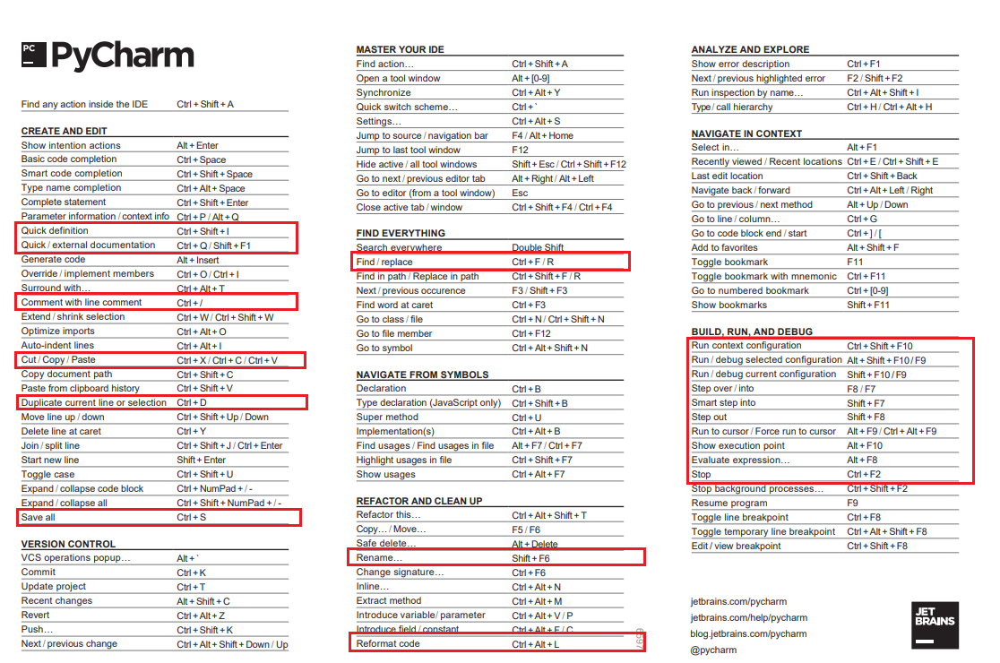 PC PyCharm
Find any action inside the IDE Ctrl + Shift + A
CREATE AND EDIT
Show intention actions Alt + Enter
Basic code completion Ctrl + Space
Smart code completion Ctrl + Shift + Space
Type name completion Ctrl + Alt + Space
Complete statement Ctrl + Shift + Enter
Parameter information / context info Ctrl + P / Alt + Q
Quick definition Ctrl + Shift + I
Quick / external documentation Ctrl + Q / Shift + F1
Generate code Alt + Insert
Override / implement members Ctrl + O / Ctrl + I
Surround with... Ctrl + Alt + T
Comment with line comment Ctrl + /
Extend / shrink selection Ctrl + W / Ctrl + Shift + W
Optimize imports Ctrl + Alt + O
Auto-indent lines Ctrl + Alt + I
Cut / Copy / Paste Ctrl + X / Ctrl + C / Ctrl + V
Copy document path Ctrl + Shift + C
Paste from clipboard history Ctrl + Shift + V
Duplicate current line or selection Ctrl + D
Move line up / down Ctrl + Shift + Up / Down
Delete line at caret Ctrl + Y
Join / split line Ctrl + Shift + J / Ctrl + Enter
Start new line Shift + Enter
Toggle case Ctrl + Shift + U
Expand / collapse code block Ctrl + NumPad + / -
Expand / collapse all Ctrl + Shift + NumPad + / -
Save all Ctrl + S
VERSION CONTROL
VCS operations popup... Alt + `
Commit Ctrl + K
Update project Ctrl + T
Recent changes Alt + Shift + C
Revert Ctrl + Alt + Z
Push... Ctrl + Shift + K
Next / previous change Ctrl + Alt + Shift + Down / Up
MASTER YOUR IDE
Find action... Ctrl + Shift + A
Open a tool window Alt + [0-9]
Synchronize Ctrl + Alt + Y
Quick switch scheme... Ctrl + `
Settings... Ctrl + Alt + S
Jump to source / navigation bar F4 / Alt + Home
Jump to last tool window F12
Hide active / all tool windows Shift + Esc / Ctrl + Shift + F12
Go to next / previous editor tab Alt + Right / Alt + Left
Go to editor (from a tool window) Esc
Close active tab / window Ctrl + Shift + F4 / Ctrl + F4
FIND EVERYTHING
Search everywhere Double Shift
Find / replace Ctrl + F / R
Find in path / Replace in path Ctrl + Shift + F / R
Next / previous occurence F3 / Shift + F3
Find word at caret Ctrl + F3
Go to class / file Ctrl + N / Ctrl + Shift + N
Go to file member Ctrl + F12
Go to symbol Ctrl + Alt + Shift + N
NAVIGATE FROM SYMBOLS
Declaration Ctrl + B
Type declaration (JavaScript only) Ctrl + Shift + B
Super method Ctrl + U
Implementation(s) Ctrl + Alt + B
Find usages / Find usages in file Alt + F7 / Ctrl + F7
Highlight usages in file Ctrl + Shift + F7
Show usages Ctrl + Alt + F7
REFACTOR AND CLEAN UP
Refactor this... Ctrl + Alt + Shift + T
Copy... / Move... F5 / F6
Safe delete... Alt + Delete
Rename... Shift + F6
Change signature... Ctrl + F6
Inline... Ctrl + Alt + N
Extract method Ctrl + Alt + M
Introduce variable / parameter Ctrl + Alt + V / P
Introduce field / constant Ctrl + Alt + F / C
Reformat code Ctrl + Alt + L
ANALYZE AND EXPLORE
Show error description Ctrl + F1
Next / previous highlighted error F2 / Shift + F2
Run inspection by name... Ctrl + Alt + Shift + I
Type / call hierarchy Ctrl + H / Ctrl + Alt + H
NAVIGATE IN CONTEXT
Select in... Alt + F1
Recently viewed / Recent locations Ctrl + E / Ctrl + Shift + E
Last edit location Ctrl + Shift + Back
Navigate back / forward Ctrl + Alt + Left / Right
Go to previous / next method Alt + Up / Down
Go to line / column... Ctrl + G
Go to code block end / start Ctrl + ] / [
Add to favorites Alt + Shift + F
Toggle bookmark F11
Toggle bookmark with mnemonic Ctrl + F11
Go to numbered bookmark Ctrl + [0-9]
Show bookmarks Shift + F11
BUILD, RUN, AND DEBUG
Run context configuration Ctrl + Shift + F10
Run / debug selected configuration Alt + Shift + F10 / F9
Run / debug current configuration Shift + F10 / F9
Step over / into F8 / F7
Smart step into Shift + F7
Step out Shift + F8
Run to cursor / Force run to cursor Alt + F9 / Ctrl + Alt + F9
Show execution point Alt + F10
Evaluate expression... Alt + F8
Stop Ctrl + F2
Stop background processes... Ctrl + Shift + F2
Resume program F9
Toggle line breakpoint Ctrl + F8
Toggle temporary line breakpoint Ctrl + Alt + Shift + F8
Edit / view breakpoint Ctrl + Shift + F8
jetbrains.com/pycharm
jetbrains.com/help/pycharm
blog.jetbrains.com/pycharm
@pycharm
JET
BRAINS